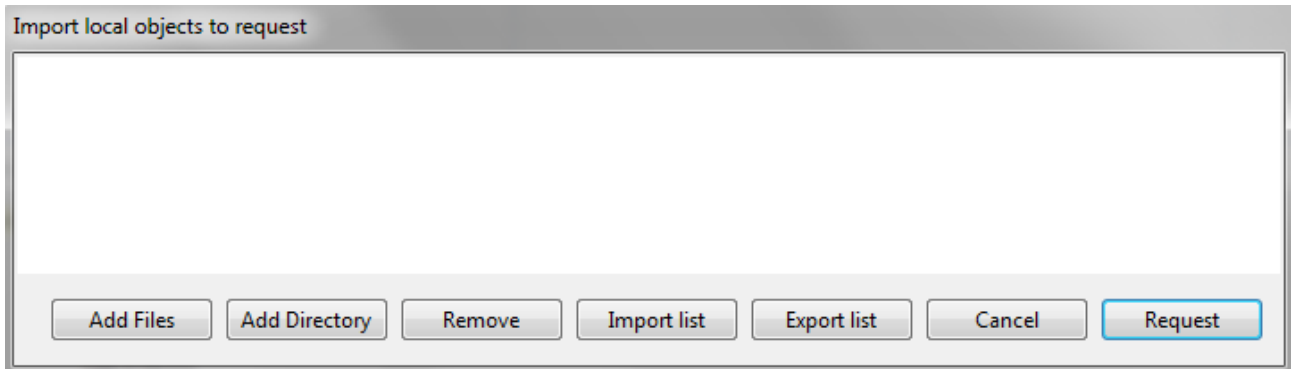 Import local objects to request
Add Files Add Directory Remove Import list Export list Cancel Request